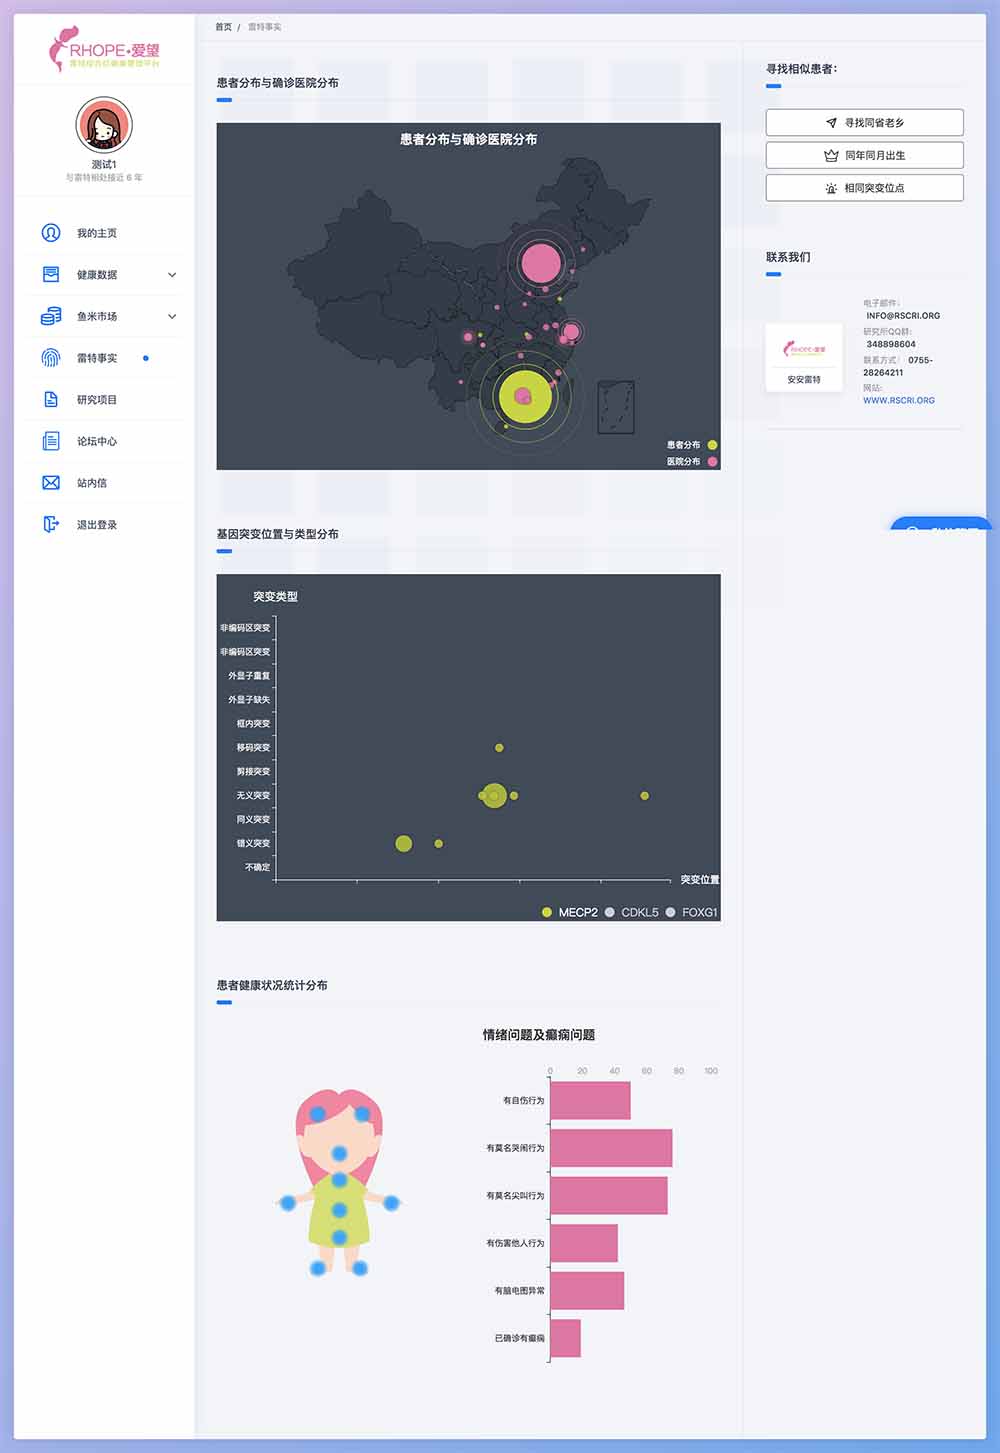 RHOPE•爱望
雷特综合征健康管理平台
测试1
与雷特相处接近 6 年
我的主页
健康数据
鱼米市场
雷特事实
研究项目
论坛中心
站内信
退出登录
首页 / 雷特事实
患者分布与确诊医院分布
患者分布与确诊医院分布
患者分布
医院分布
基因突变位置与类型分布
突变类型
非编码区突变
非编码区突变
外显子重复
外显子缺失
框内突变
移码突变
剪接突变
无义突变
同义突变
错义突变
不确定
突变位置
MECP2 CDKL5 FOXG1
患者健康状况统计分布
情绪问题及癫痫问题
0 20 40 60 80 100
有自伤行为
有莫名哭闹行为
有莫名尖叫行为
有伤害他人行为
有脑电图异常
已确诊有癫痫
寻找相似患者：
寻找同省老乡
同年同月出生
相同突变位点
联系我们
RHOPE•爱望
安安雷特
电子邮件：
INFO@RSCRI.ORG
研究所QQ群:
348898604
联系方式： 0755-
28264211
网站:
WWW.RSCRI.ORG